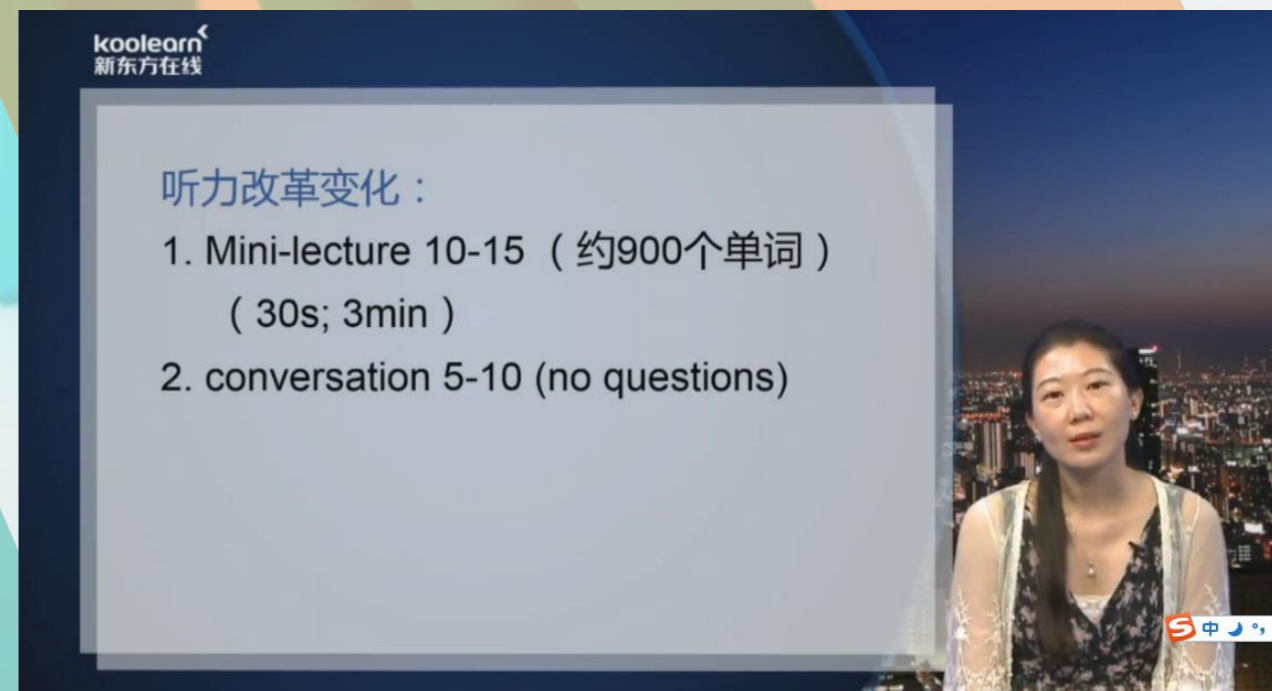 koolearn
新东方在线
听力改革变化：
1. Mini-lecture 10-15 （约900个单词）
（30s; 3min）
2. conversation 5-10 (no questions)
中